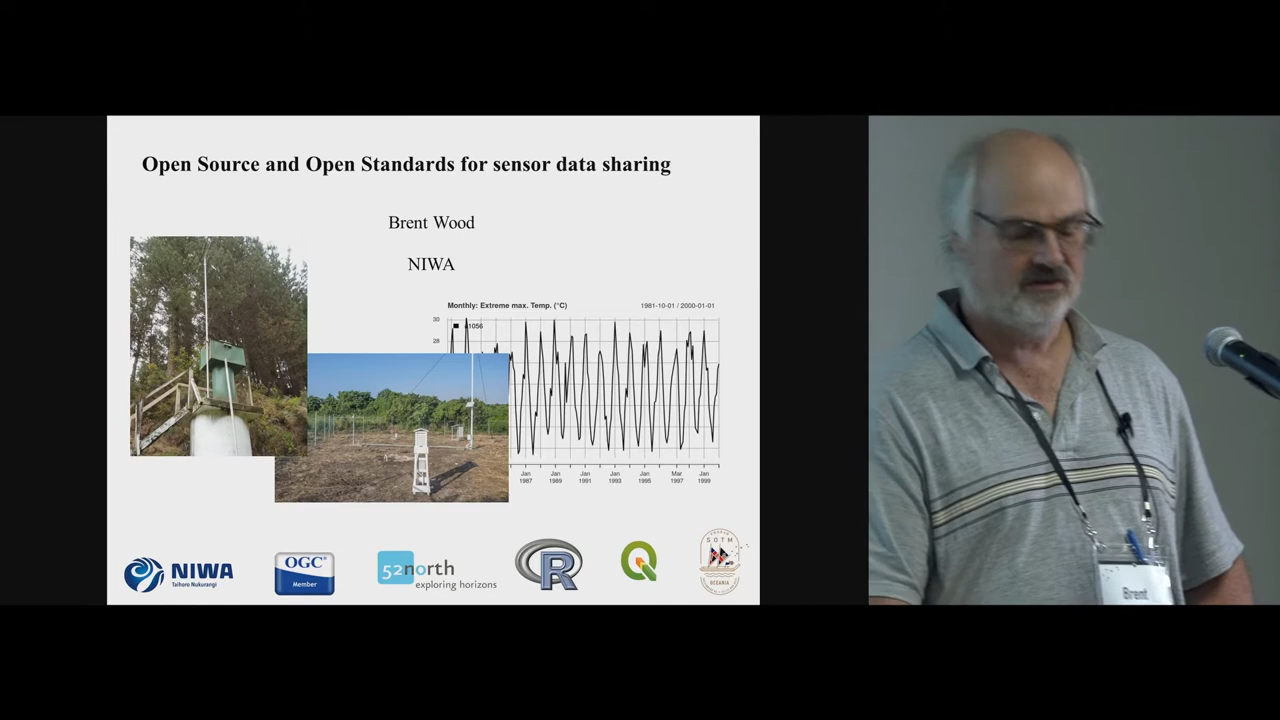 Open Source and Open Standards for sensor data sharing
Brent Wood
NIWA
Monthly: Extreme max. Temp. (°C) 1981-10-01 / 2000-01-01
30
28
Jan 1987
Jan 1989
Jan 1991
Jan 1993
Jan 1995
Mar 1997
Jan 1999
NIWA
Taihoro Nukurangi
OGC®
Member
52north
exploring horizons
R
SOTM
OCEANIA
Brent